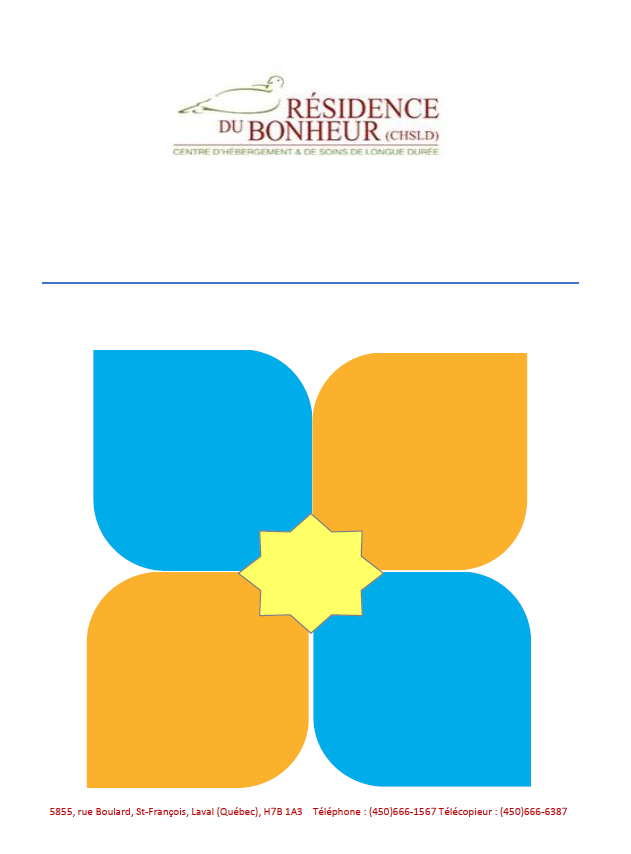 RÉSIDENCE
DU BONHEUR (CHSLD)
CENTRE D'HÉBERGEMENT & DE SOINS DE LONGUE DURÉE
5855, rue Boulard, St-François, Laval (Québec), H7B 1A3 Téléphone : (450)666-1567 Télécopieur : (450)666-6387